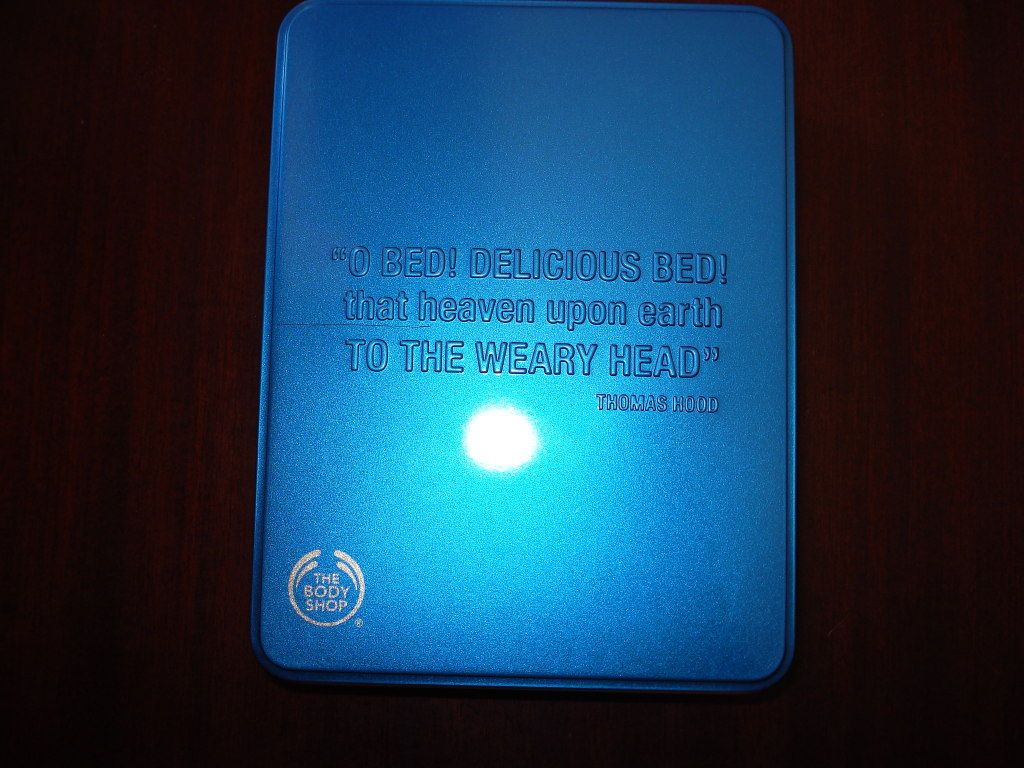 “O BED! DELICIOUS BED!
that heaven upon earth
TO THE WEARY HEAD”
THOMAS HOOD
THE
BODY
SHOP
®